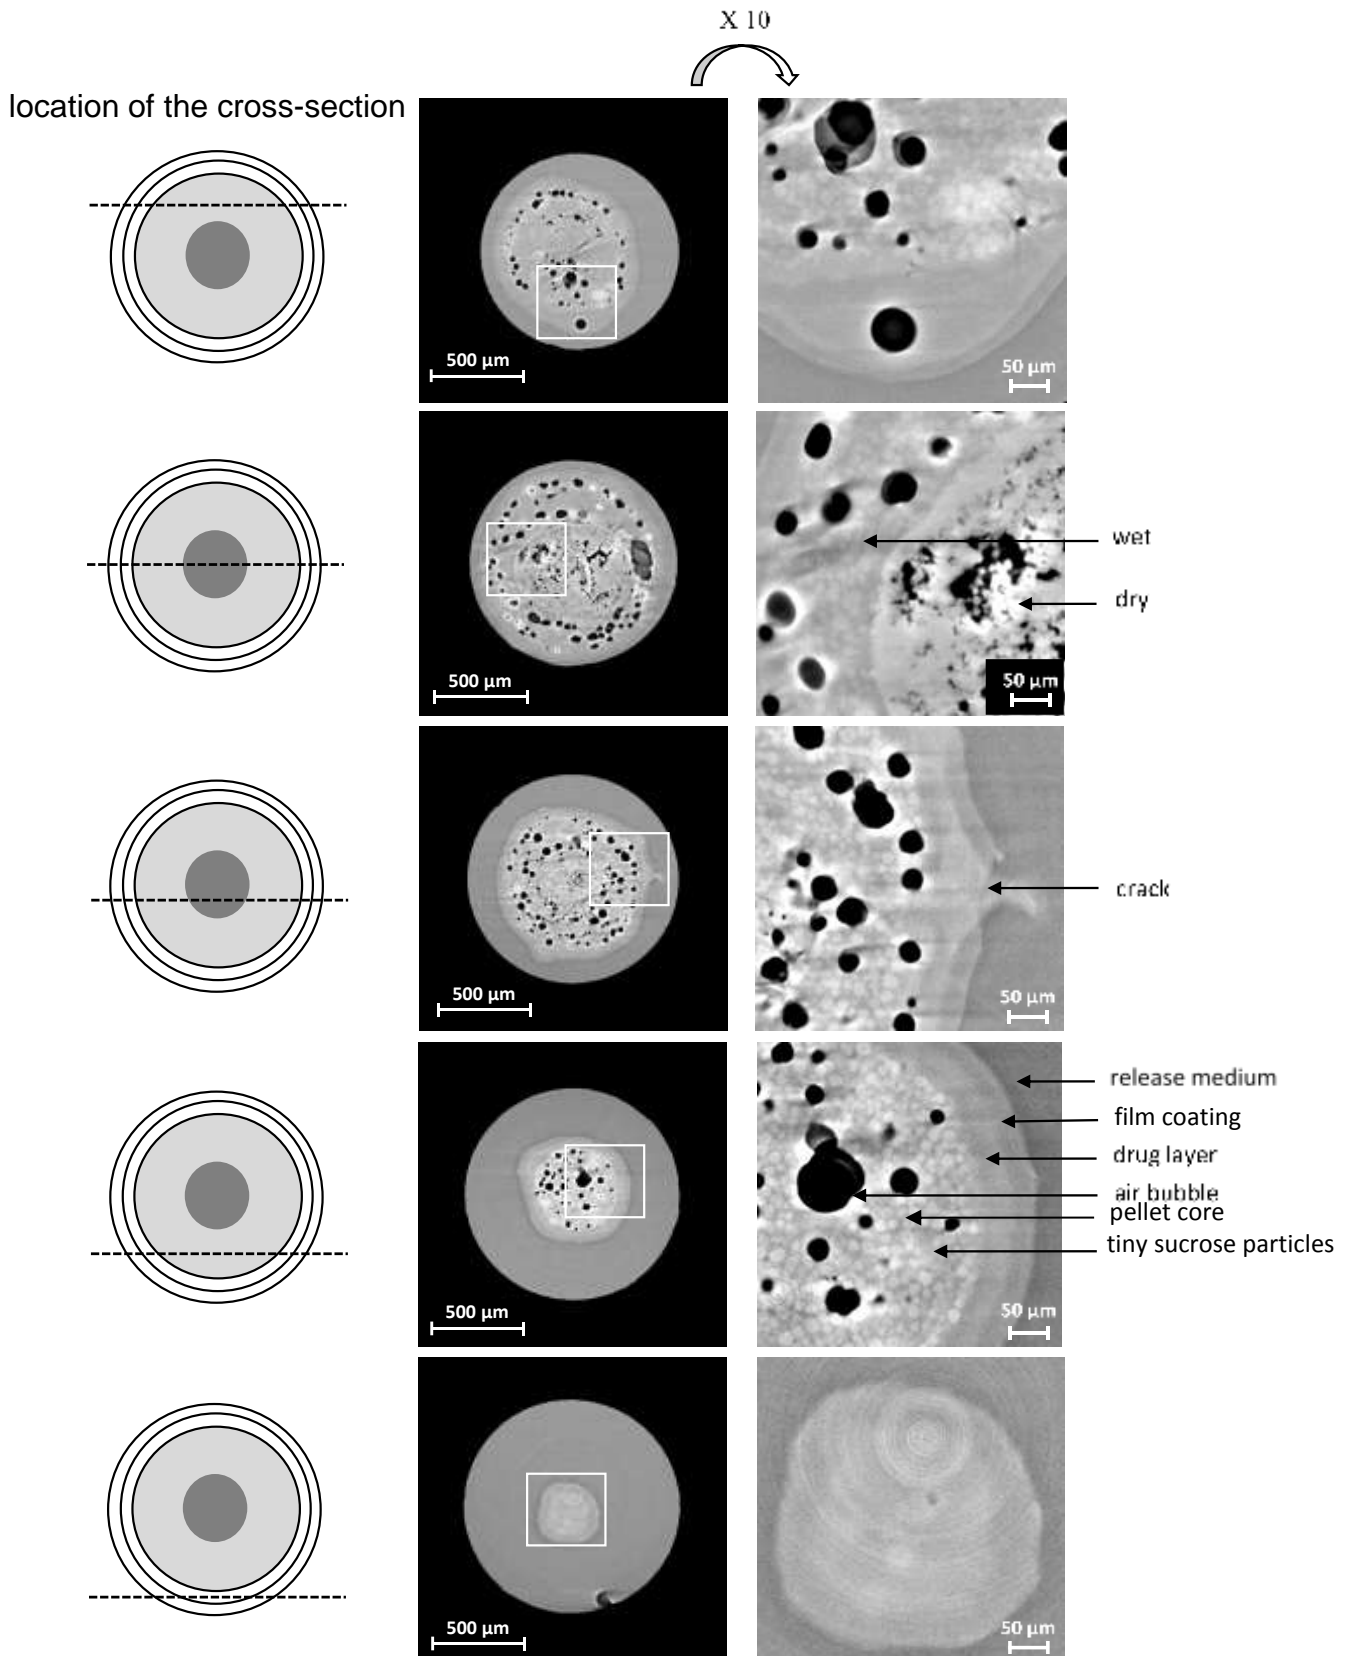 X 10
location of the cross-section
500 µm
50 µm
wet
dry
500 µm
50 µm
crack
500 µm
50 µm
release medium
film coating
drug layer
air bubble
pellet core
tiny sucrose particles
500 µm
50 µm
500 µm
50 µm